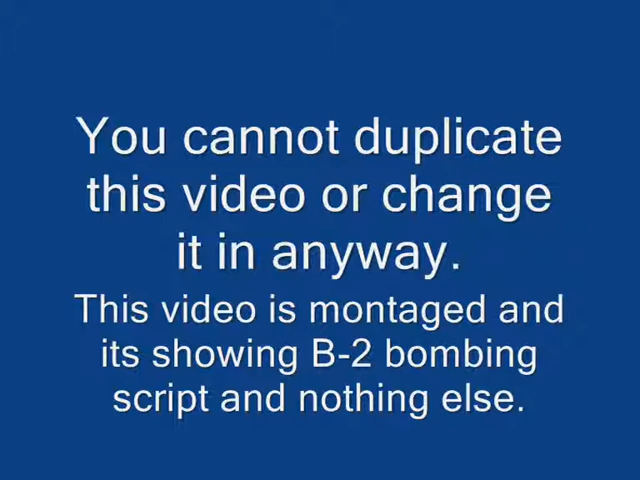 You cannot duplicate
this video or change
it in anyway.
This video is montaged and
its showing B-2 bombing
script and nothing else.